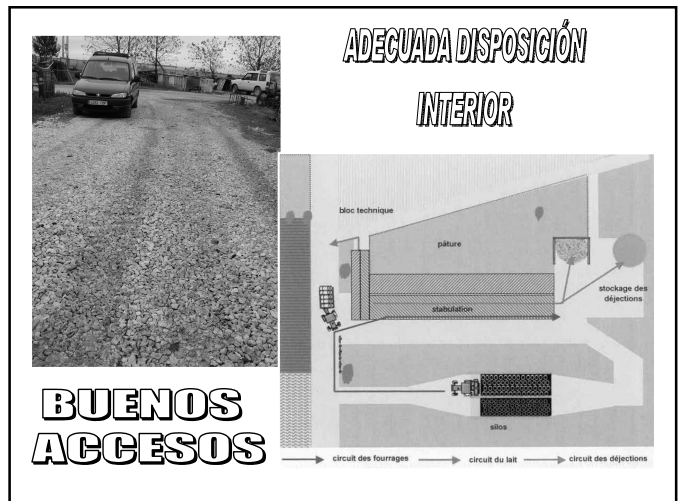 ADECUADA DISPOSICIÓN
INTERIOR
bloc technique
pâture
stockage des
déjections
stabulation
silos
circuit des fourrages
circuit du lait
circuit des déjections
BUENOS
ACCESOS